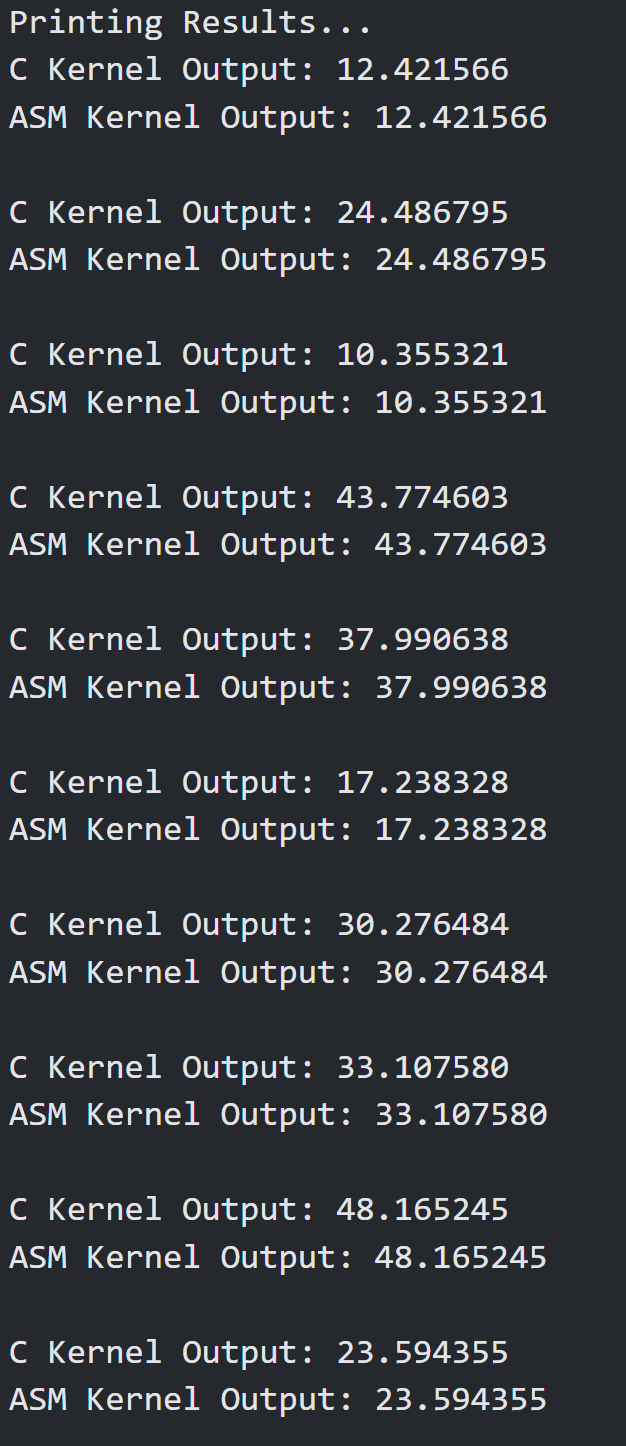 Printing Results...
C Kernel Output: 12.421566
ASM Kernel Output: 12.421566
C Kernel Output: 24.486795
ASM Kernel Output: 24.486795
C Kernel Output: 10.355321
ASM Kernel Output: 10.355321
C Kernel Output: 43.774603
ASM Kernel Output: 43.774603
C Kernel Output: 37.990638
ASM Kernel Output: 37.990638
C Kernel Output: 17.238328
ASM Kernel Output: 17.238328
C Kernel Output: 30.276484
ASM Kernel Output: 30.276484
C Kernel Output: 33.107580
ASM Kernel Output: 33.107580
C Kernel Output: 48.165245
ASM Kernel Output: 48.165245
C Kernel Output: 23.594355
ASM Kernel Output: 23.594355